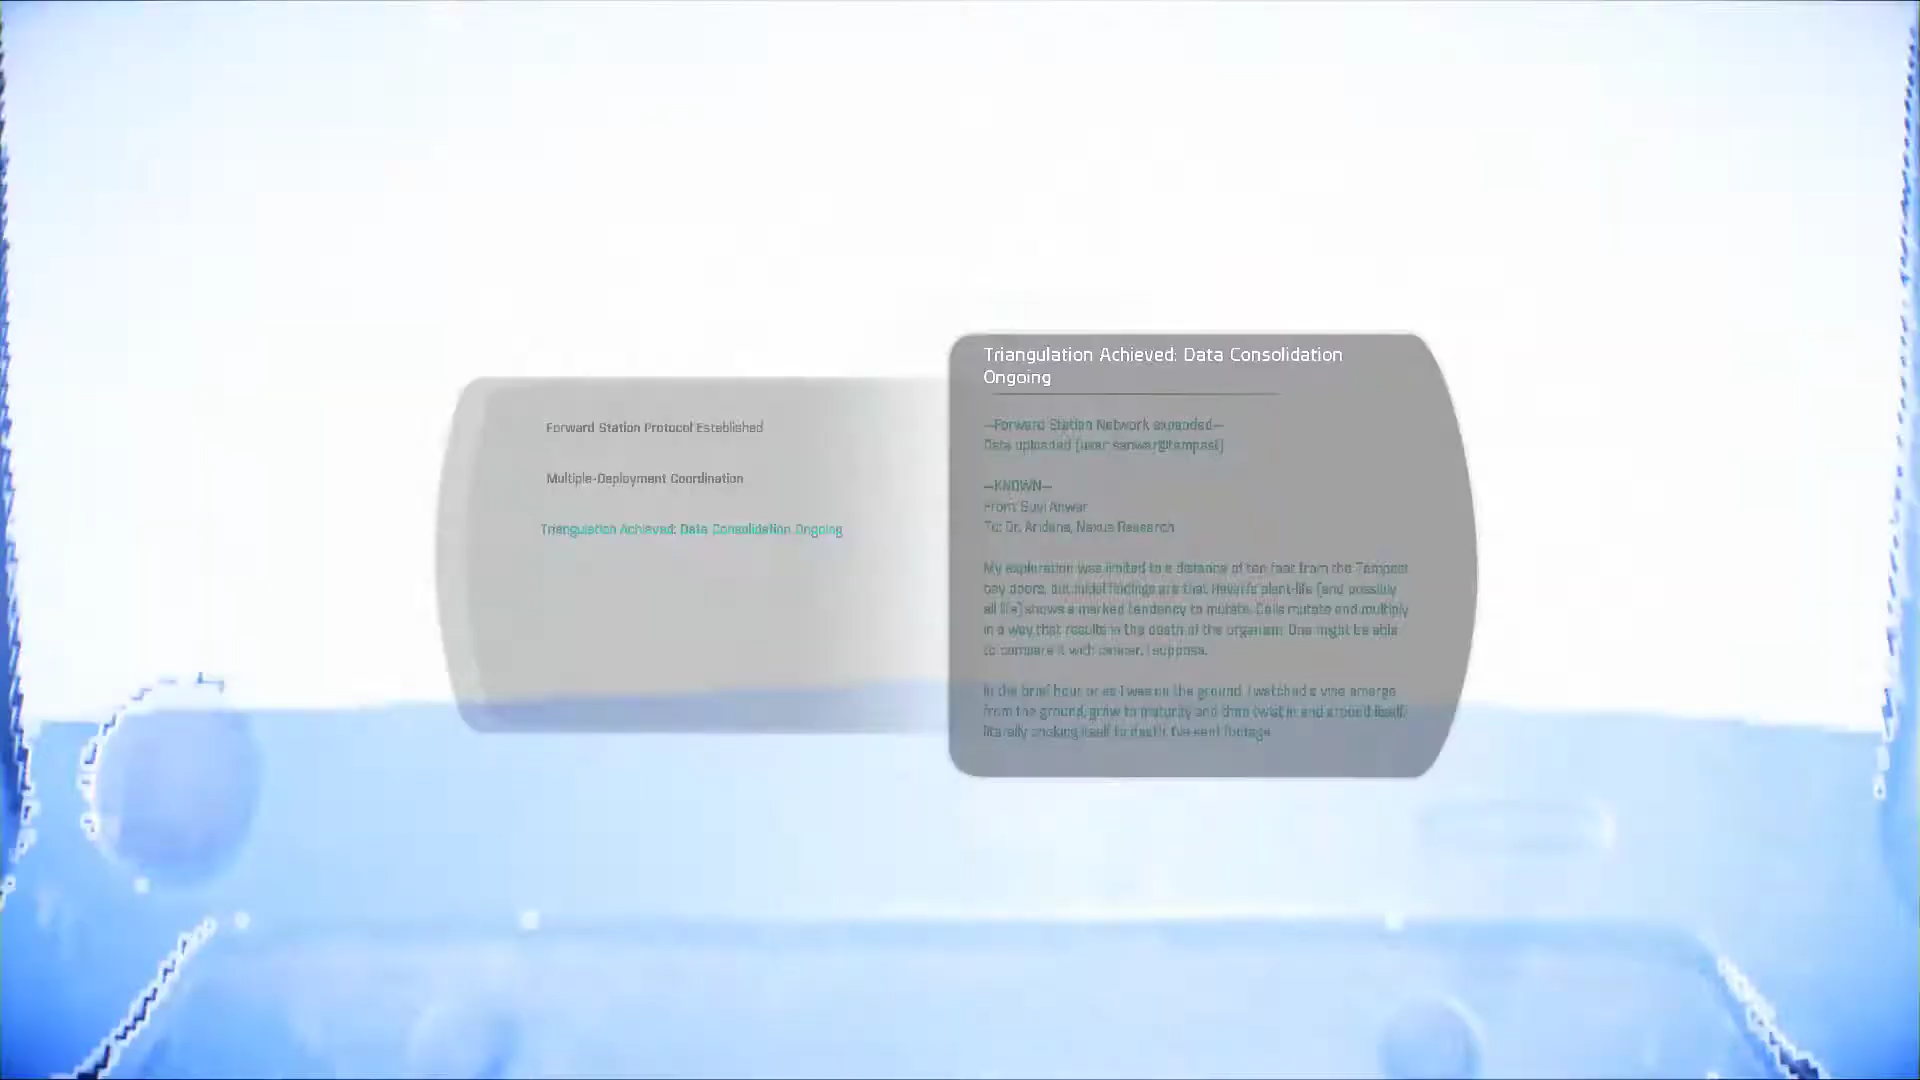 Forward Station Protocol Established
Multiple-Deployment Coordination
Triangulation Achieved: Data Consolidation Ongoing
Triangulation Achieved: Data Consolidation
Ongoing
—Forward Station Network expanded—
Data uploaded [user: sanwar@tempest]
—KNOWN—
From: Suvi Anwar
To: Dr. Aridana, Nexus Research
My exploration was limited to a distance of ten feet from the Tempest
bay doors, but initial findings are that Havarl's plant-life (and possibly
all life) shows a marked tendency to mutate. Cells mutate and multiply
in a way that results in the death of the organism. One might be able
to compare it with cancer, I suppose.
In the brief hour or so I was on the ground, I watched a vine emerge
from the ground, grow to maturity and then twist in and around itself,
literally choking itself to death. I've sent footage.